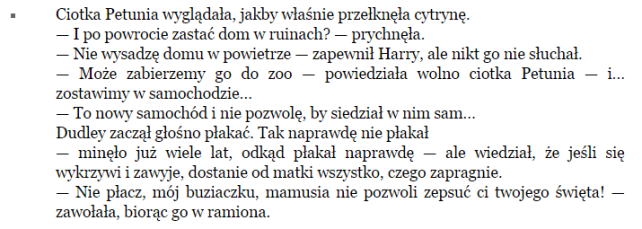 Ciotka Petunia wyglądała, jakby właśnie przełknęła cytrynę.
— I po powrocie zastać dom w ruinach? — prychnęła.
— Nie wysadzę domu w powietrze — zapewnił Harry, ale nikt go nie słuchał.
— Może zabierzemy go do zoo — powiedziała wolno ciotka Petunia — i...
zostawimy w samochodzie...
— To nowy samochód i nie pozwolę, by siedział w nim sam...
Dudley zaczął głośno płakać. Tak naprawdę nie płakał
— minęło już wiele lat, odkąd płakał naprawdę — ale wiedział, że jeśli się
wykrzywi i zawyje, dostanie od matki wszystko, czego zapragnie.
— Nie płacz, mój buziaczku, mamusia nie pozwoli zepsuć ci twojego święta! —
zawołała, biorąc go w ramiona.